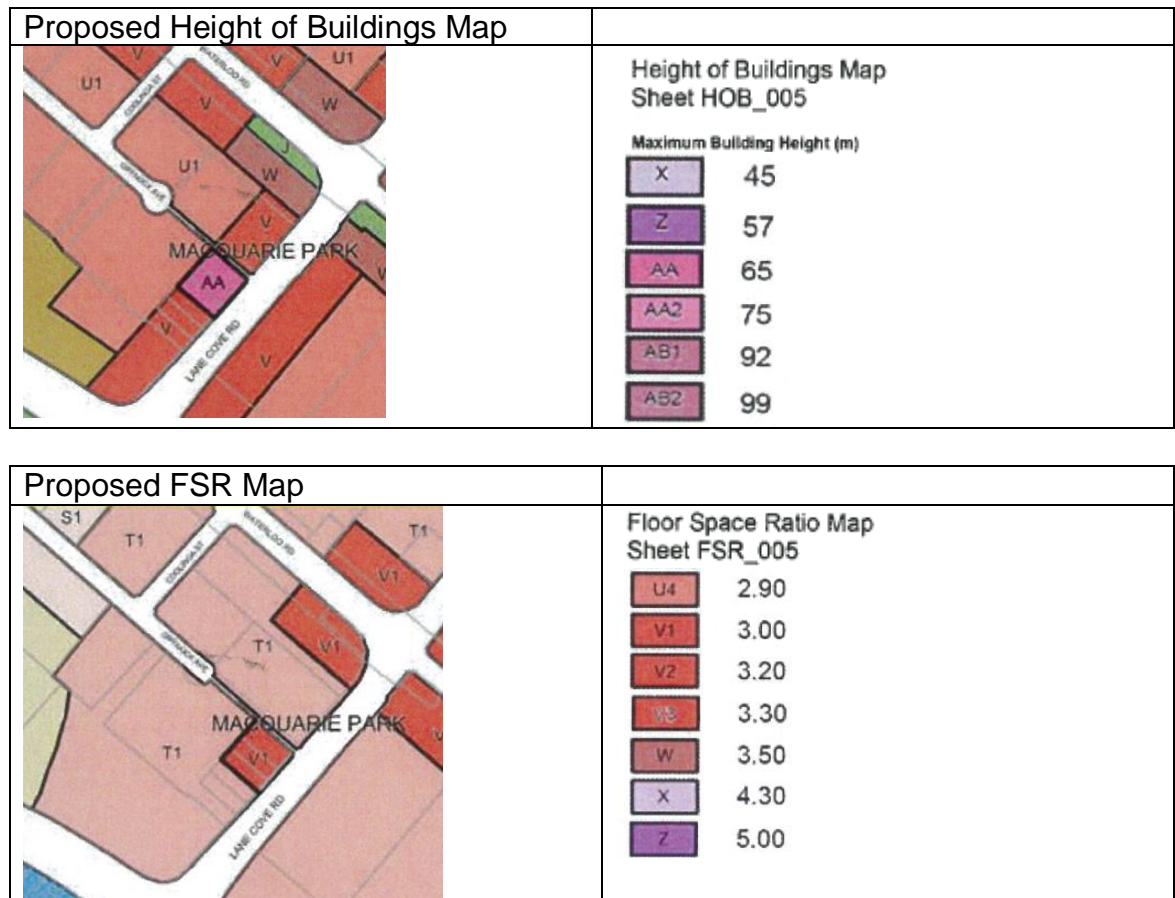 Proposed Height of Buildings Map
U1
V
WATERLOO RD
V
U1
COOLINGA ST
V
W
J
U1
W
V
MACQUARIE PARK
W
AA
V
LANE COVE RD
V
Height of Buildings Map
Sheet HOB_005
Maximum Building Height (m)
X 45
Z 57
AA 65
AA2 75
AB1 92
AB2 99
Proposed FSR Map
S1
T1
WATERLOO RD
T1
COOLINGA ST
V1
T1
V1
MACQUARIE PARK
T1
V1
V
LANE COVE RD
Floor Space Ratio Map
Sheet FSR_005
U4 2.90
V1 3.00
V2 3.20
V3 3.30
W 3.50
X 4.30
Z 5.00